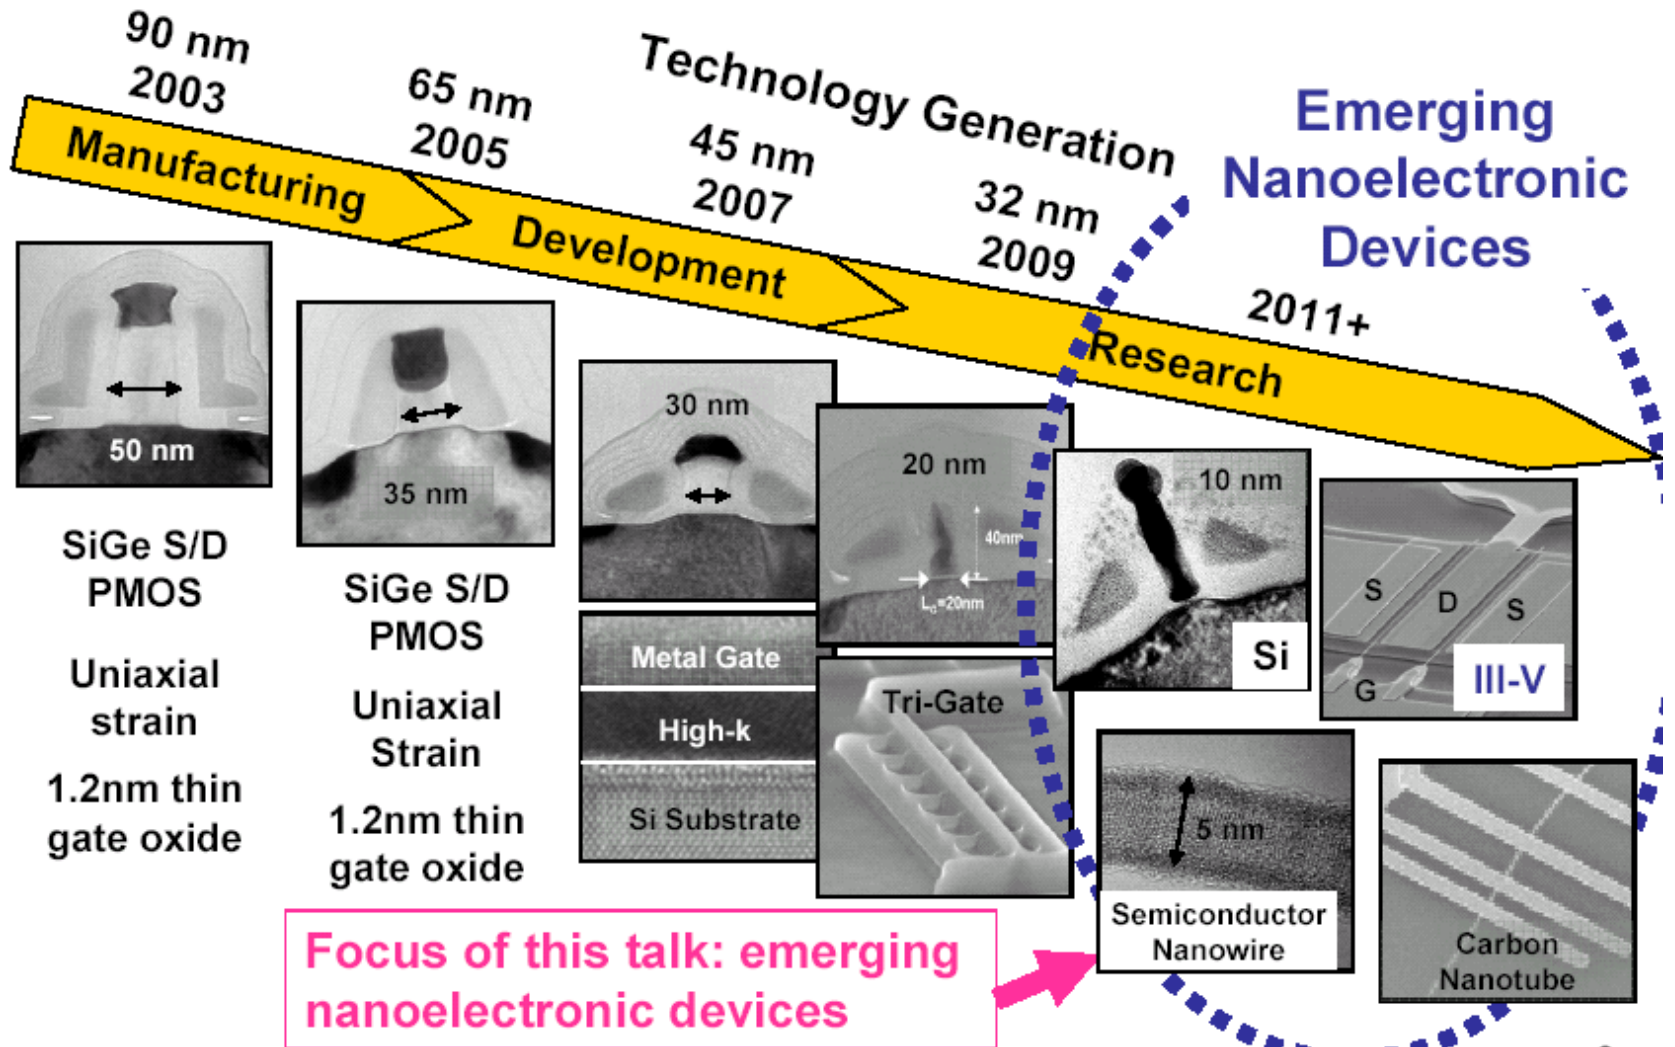 90 nm
2003
65 nm
2005
Technology Generation
45 nm
2007
32 nm
2009
2011+
Emerging
Nanoelectronic
Devices
Manufacturing
Development
Research
50 nm
35 nm
30 nm
20 nm
40nm
LG=20nm
10 nm
Si
S
D
S
G
III-V
SiGe S/D
PMOS
Uniaxial
strain
1.2nm thin
gate oxide
SiGe S/D
PMOS
Uniaxial
Strain
1.2nm thin
gate oxide
Metal Gate
High-k
Si Substrate
Tri-Gate
5 nm
Semiconductor
Nanowire
Carbon
Nanotube
Focus of this talk: emerging
nanoelectronic devices